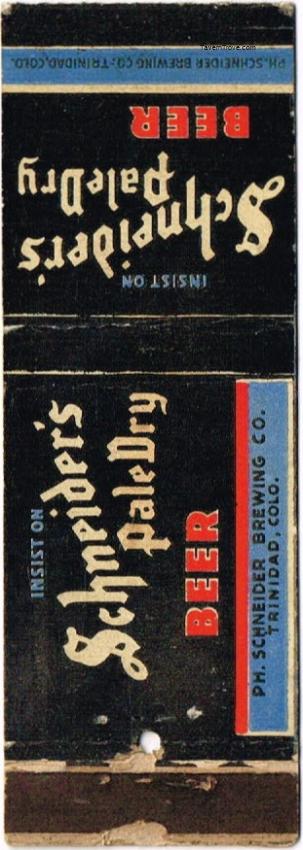 PH. SCHNEIDER BREWING CO. TRINIDAD, COLO.
BEER
Schneider's
Pale Dry
INSIST ON
INSIST ON
Schneider's
Pale Dry
BEER
PH. SCHNEIDER BREWING CO.
TRINIDAD, COLO.